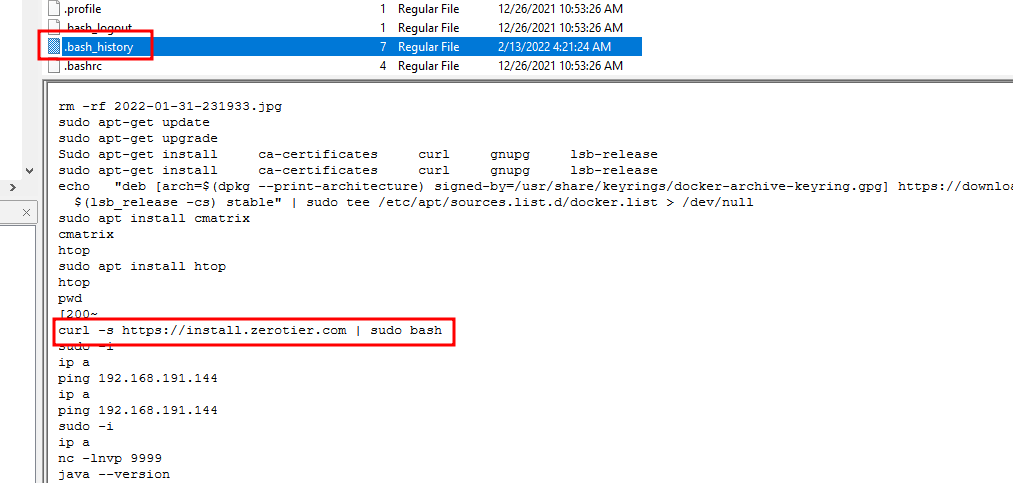 .profile 1 Regular File 12/26/2021 10:53:26 AM
.bash_logout 1 Regular File 12/26/2021 10:53:26 AM
.bash_history 7 Regular File 2/13/2022 4:21:24 AM
.bashrc 4 Regular File 12/26/2021 10:53:26 AM
rm -rf 2022-01-31-231933.jpg
sudo apt-get update
sudo apt-get upgrade
Sudo apt-get install     ca-certificates     curl     gnupg     lsb-release
sudo apt-get install     ca-certificates     curl     gnupg     lsb-release
echo   "deb [arch=$(dpkg --print-architecture) signed-by=/usr/share/keyrings/docker-archive-keyring.gpg] https://downloa
  $(lsb_release -cs) stable" | sudo tee /etc/apt/sources.list.d/docker.list > /dev/null
sudo apt install cmatrix
cmatrix
htop
sudo apt install htop
htop
pwd
[200~
curl -s https://install.zerotier.com | sudo bash
sudo -i
ip a
ping 192.168.191.144
ip a
ping 192.168.191.144
sudo -i
ip a
nc -lnvp 9999
java --version